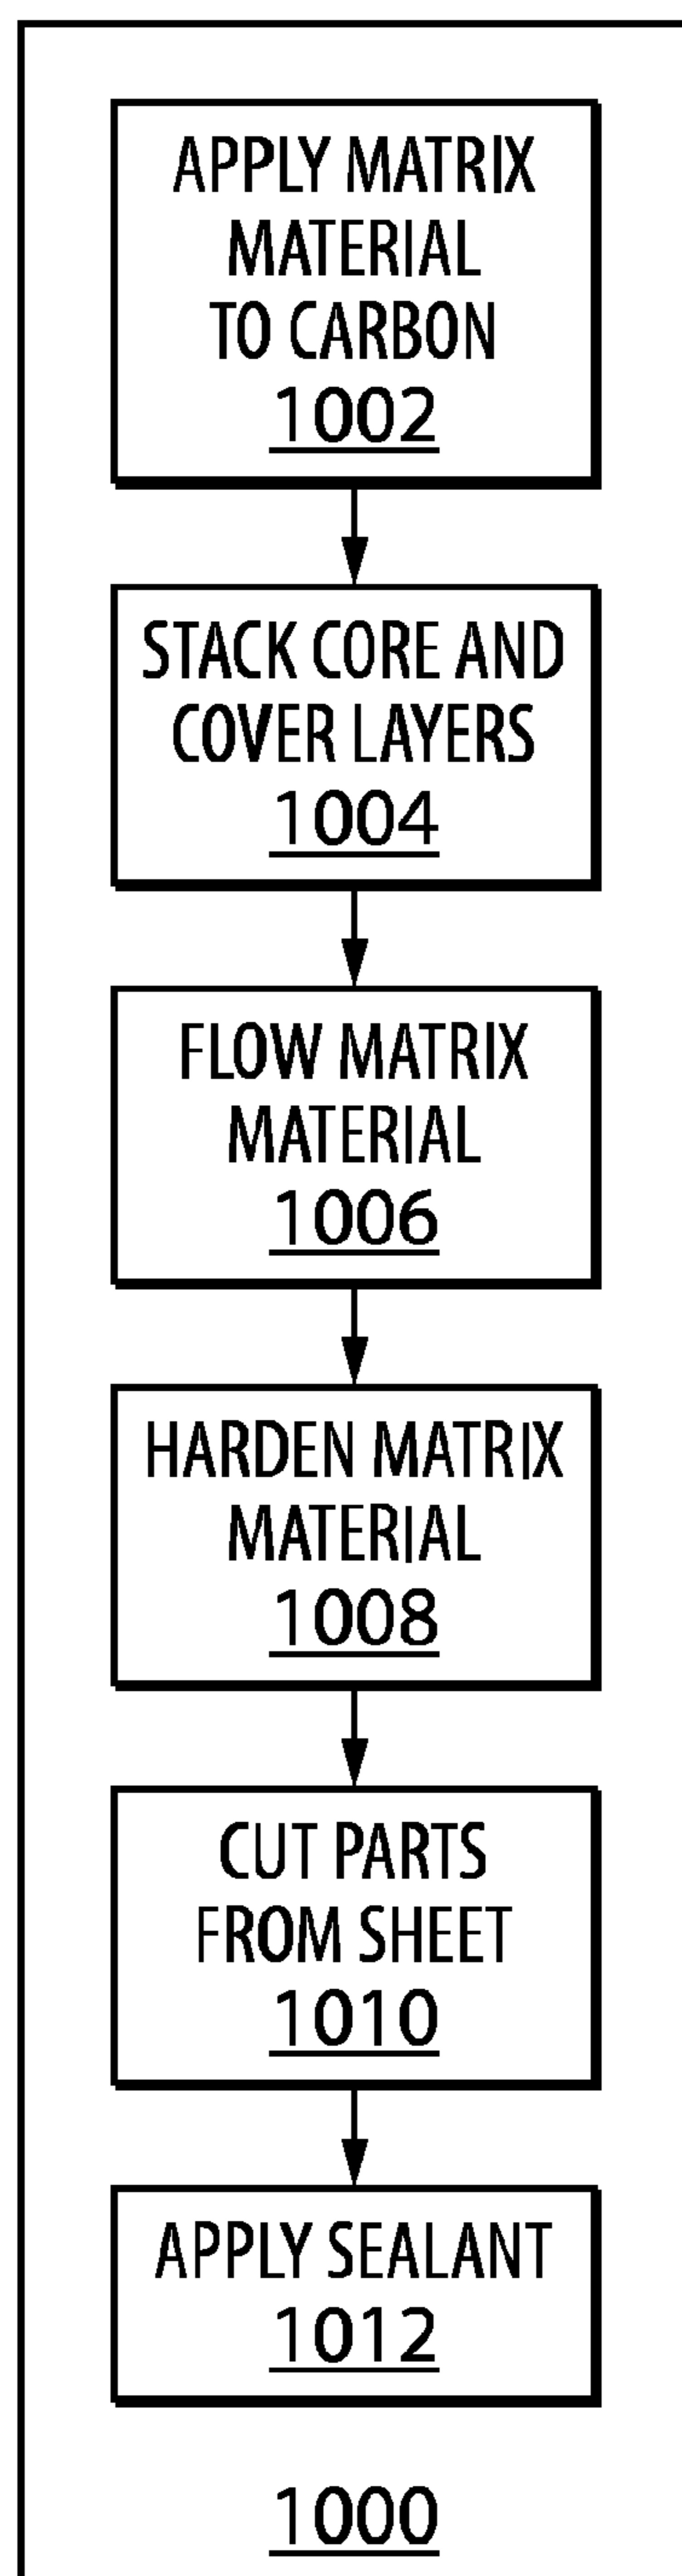 APPLY MATRIX
MATERIAL
TO CARBON
1002
STACK CORE AND
COVER LAYERS
1004
FLOW MATRIX
MATERIAL
1006
HARDEN MATRIX
MATERIAL
1008
CUT PARTS
FROM SHEET
1010
APPLY SEALANT
1012
1000